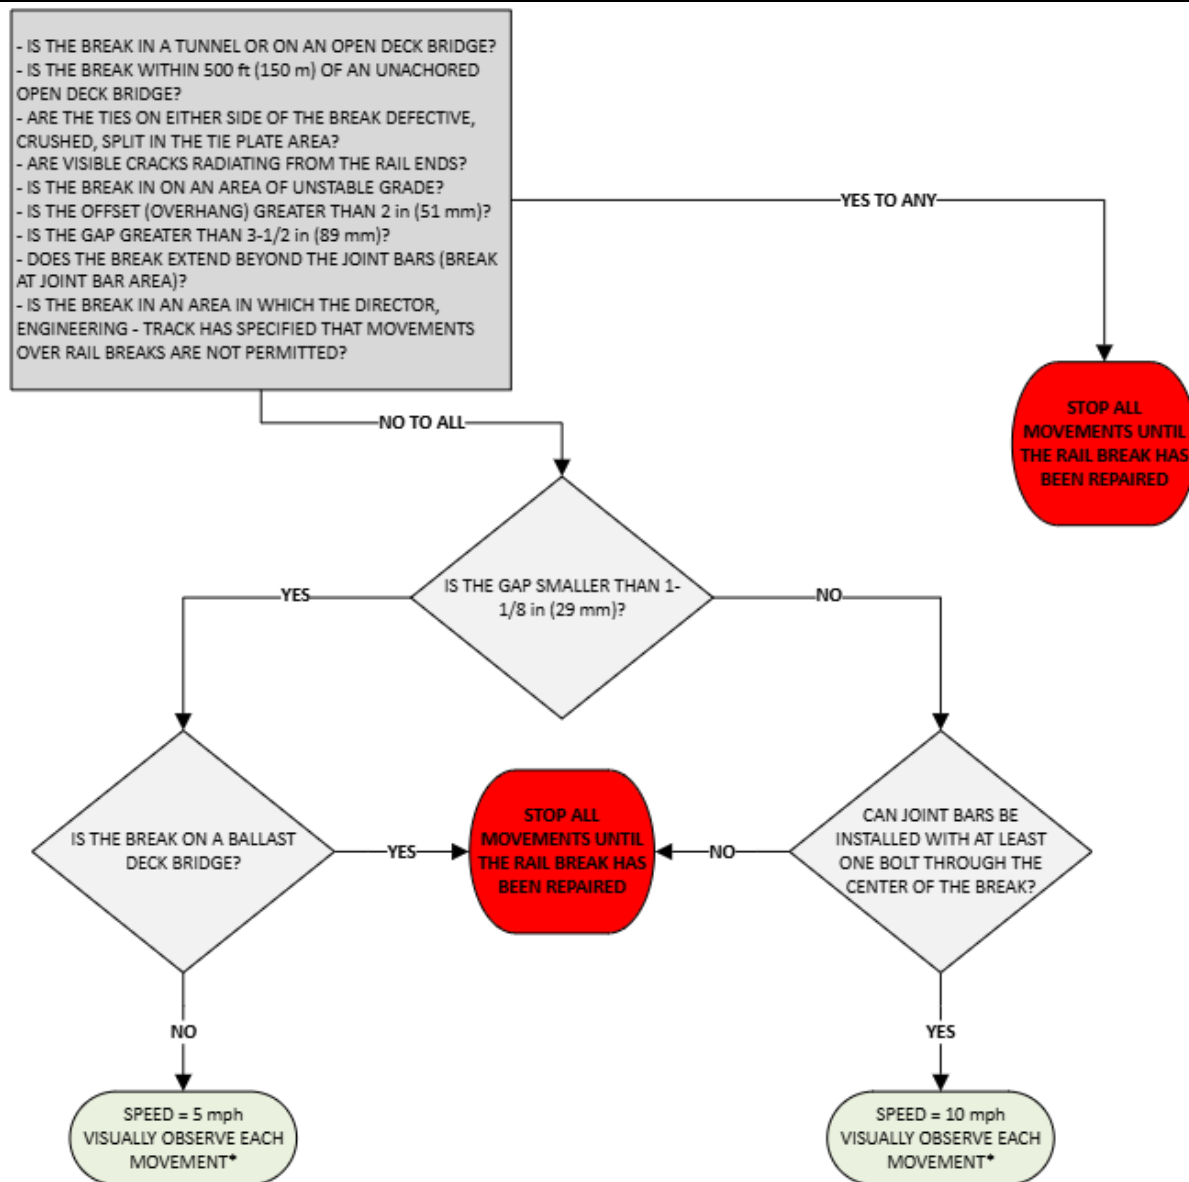 - IS THE BREAK IN A TUNNEL OR ON AN OPEN DECK BRIDGE?
- IS THE BREAK WITHIN 500 ft (150 m) OF AN UNACHORED
OPEN DECK BRIDGE?
- ARE THE TIES ON EITHER SIDE OF THE BREAK DEFECTIVE,
CRUSHED, SPLIT IN THE TIE PLATE AREA?
- ARE VISIBLE CRACKS RADIATING FROM THE RAIL ENDS?
- IS THE BREAK IN ON AN AREA OF UNSTABLE GRADE?
- IS THE OFFSET (OVERHANG) GREATER THAN 2 in (51 mm)?
- IS THE GAP GREATER THAN 3-1/2 in (89 mm)?
- DOES THE BREAK EXTEND BEYOND THE JOINT BARS (BREAK
AT JOINT BAR AREA)?
- IS THE BREAK IN AN AREA IN WHICH THE DIRECTOR,
ENGINEERING - TRACK HAS SPECIFIED THAT MOVEMENTS
OVER RAIL BREAKS ARE NOT PERMITTED?
YES TO ANY
STOP ALL
MOVEMENTS UNTIL
THE RAIL BREAK HAS
BEEN REPAIRED
NO TO ALL
IS THE GAP SMALLER THAN 1-
1/8 in (29 mm)?
YES
NO
IS THE BREAK ON A BALLAST
DECK BRIDGE?
YES
STOP ALL
MOVEMENTS UNTIL
THE RAIL BREAK HAS
BEEN REPAIRED
NO
CAN JOINT BARS BE
INSTALLED WITH AT LEAST
ONE BOLT THROUGH THE
CENTER OF THE BREAK?
NO
YES
SPEED = 5 mph
VISUALLY OBSERVE EACH
MOVEMENT*
SPEED = 10 mph
VISUALLY OBSERVE EACH
MOVEMENT*